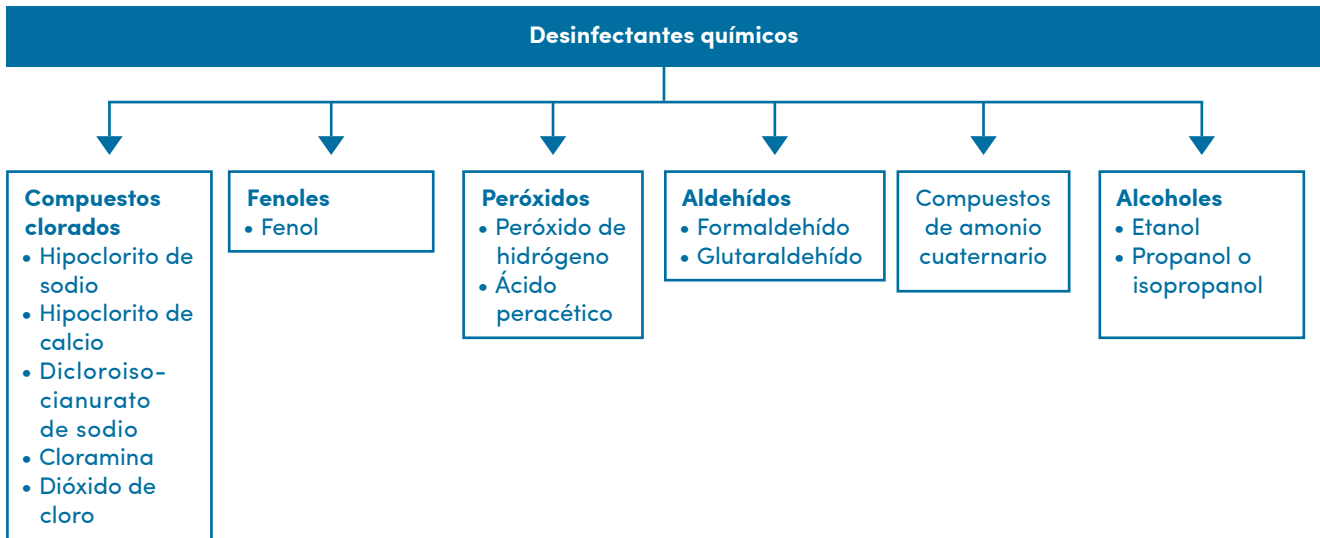 Desinfectantes químicos
Compuestos
clorados
• Hipoclorito de
sodio
• Hipoclorito de
calcio
• Dicloroiso-
cianurato
de sodio
• Cloramina
• Dióxido de
cloro
Fenoles
• Fenol
Peróxidos
• Peróxido de
hidrógeno
• Ácido
peracético
Aldehídos
• Formaldehído
• Glutaraldehído
Compuestos
de amonio
cuaternario
Alcoholes
• Etanol
• Propanol o
isopropanol